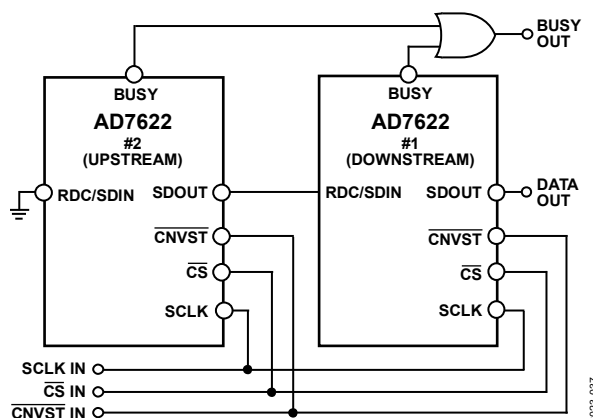 BUSY
OUT
BUSY
AD7622
#2
(UPSTREAM)
RDC/SDIN
SDOUT
CNVST
CS
SCLK
BUSY
AD7622
#1
(DOWNSTREAM)
RDC/SDIN
SDOUT
CNVST
CS
SCLK
DATA
OUT
SCLK IN
CS IN
CNVST IN